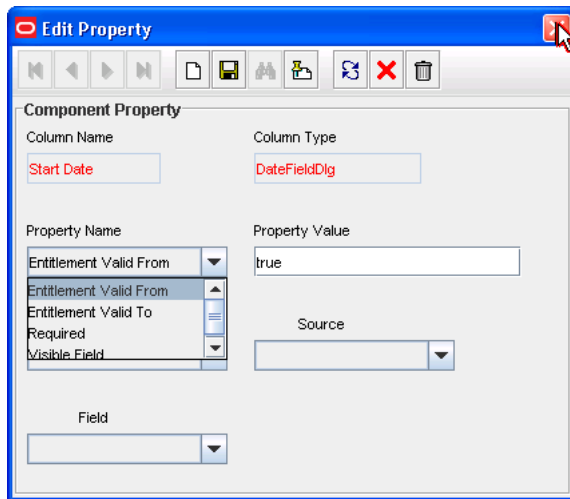 Edit Property
Component Property
Column Name Column Type
Start Date DateFieldDlg
Property Name Property Value
Entitlement Valid From true
Entitlement Valid From
Entitlement Valid To
Required
Visible Field
Source
Field